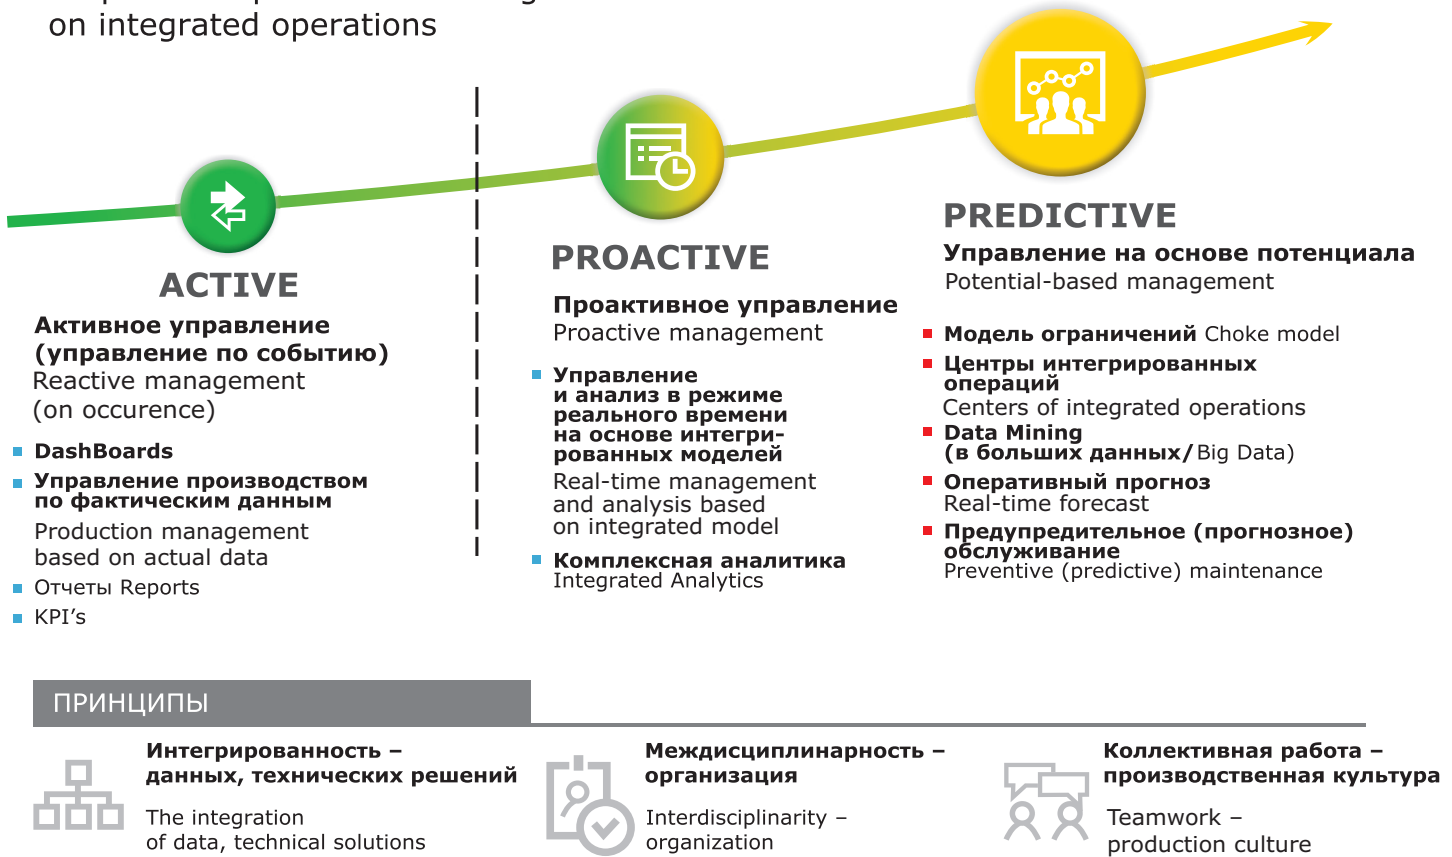 on integrated operations
ACTIVE
Активное управление
(управление по событию)
Reactive management
(on occurence)
DashBoards
Управление производством
по фактическим данным
Production management
based on actual data
Отчеты Reports
KPI’s
PROACTIVE
Проактивное управление
Proactive management
Управление
и анализ в режиме
реального времени
на основе интегри-
рованных моделей
Real-time management
and analysis based
on integrated model
Комплексная аналитика
Integrated Analytics
PREDICTIVE
Управление на основе потенциала
Potential-based management
Модель ограничений Choke model
Центры интегрированных
операций
Centers of integrated operations
Data Mining
(в больших данных/Big Data)
Оперативный прогноз
Real-time forecast
Предупредительное (прогнозное)
обслуживание
Preventive (predictive) maintenance
ПРИНЦИПЫ
Интегрированность –
данных, технических решений
The integration
of data, technical solutions
Междисциплинарность –
организация
Interdisciplinarity –
organization
Коллективная работа –
производственная культура
Teamwork –
production culture